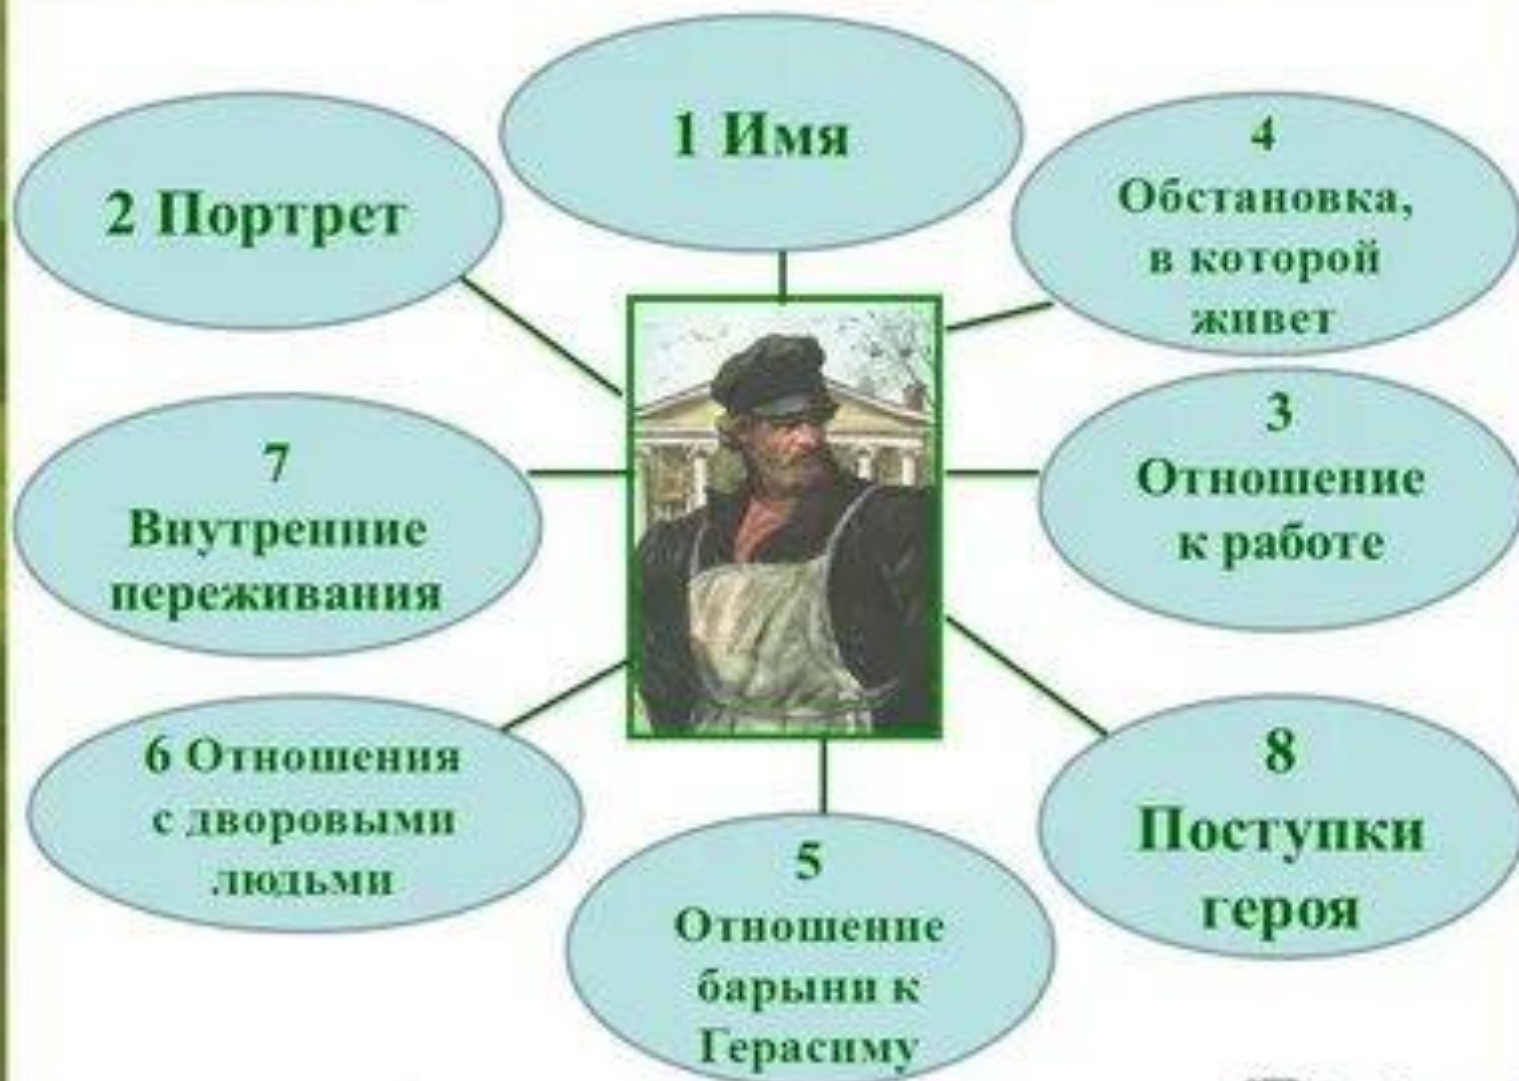 1 Имя
2 Портрет
4
Обстановка,
в которой
живет
3
Отношение
к работе
7
Внутренние
переживания
6 Отношения
с дворовыми
людьми
5
Отношение
барыни к
Герасиму
8
Поступки
героя